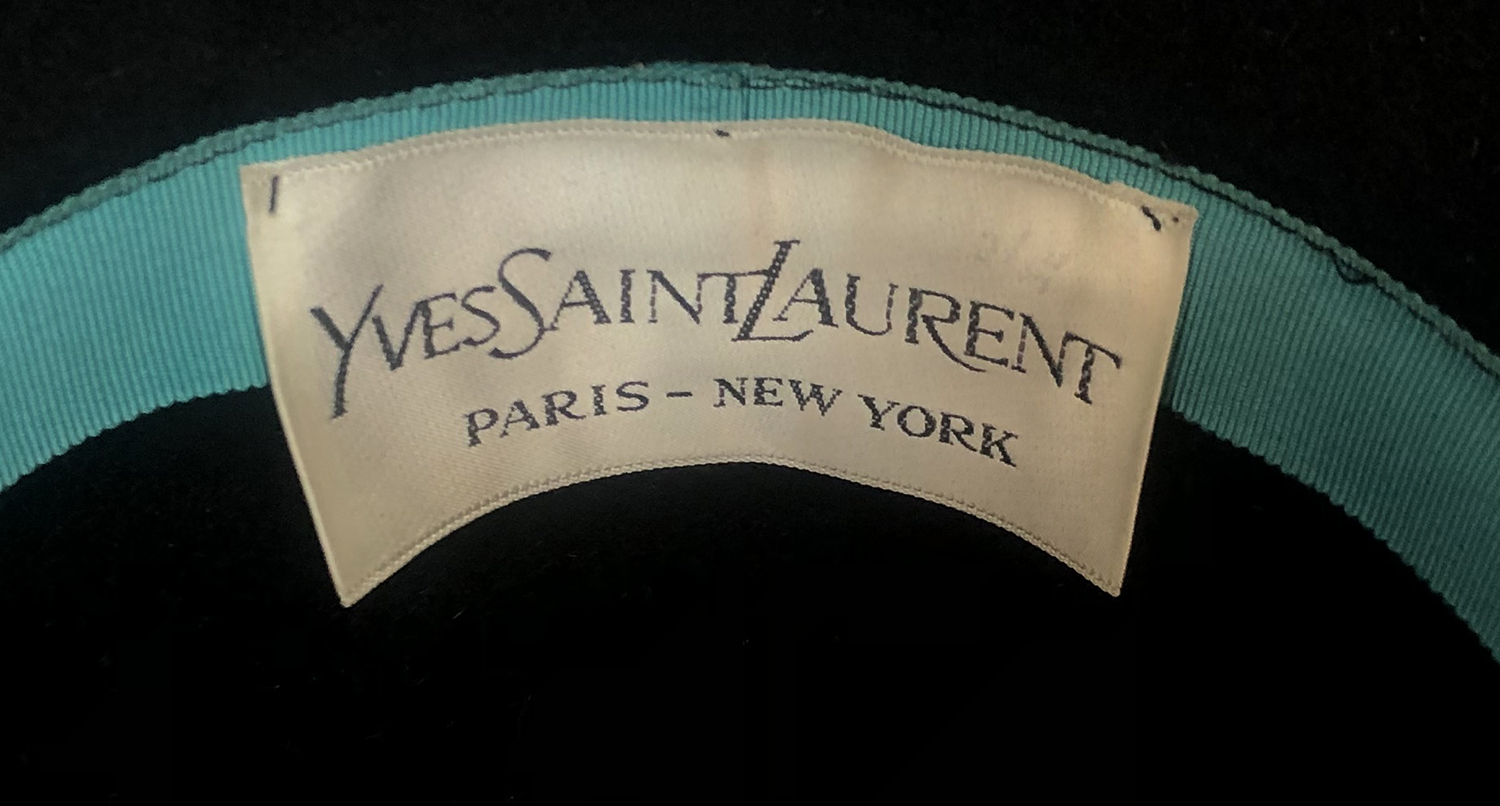 YVES SAINT LAURENT
PARIS - NEW YORK